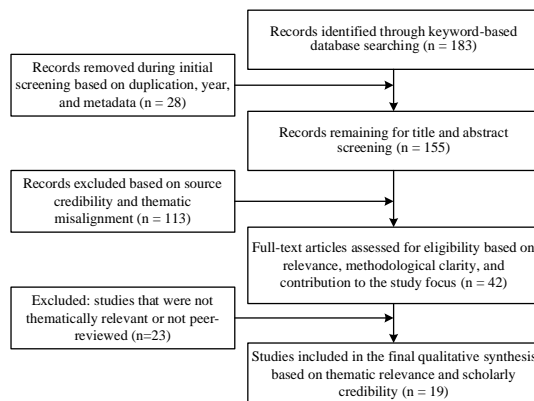 Records identified through keyword-based
database searching (n = 183)
Records removed during initial
screening based on duplication, year,
and metadata (n = 28)
Records remaining for title and abstract
screening (n = 155)
Records excluded based on source
credibility and thematic
misalignment (n = 113)
Full-text articles assessed for eligibility based on
relevance, methodological clarity, and
contribution to the study focus (n = 42)
Excluded: studies that were not
thematically relevant or not peer-
reviewed (n=23)
Studies included in the final qualitative synthesis
based on thematic relevance and scholarly
credibility (n = 19)